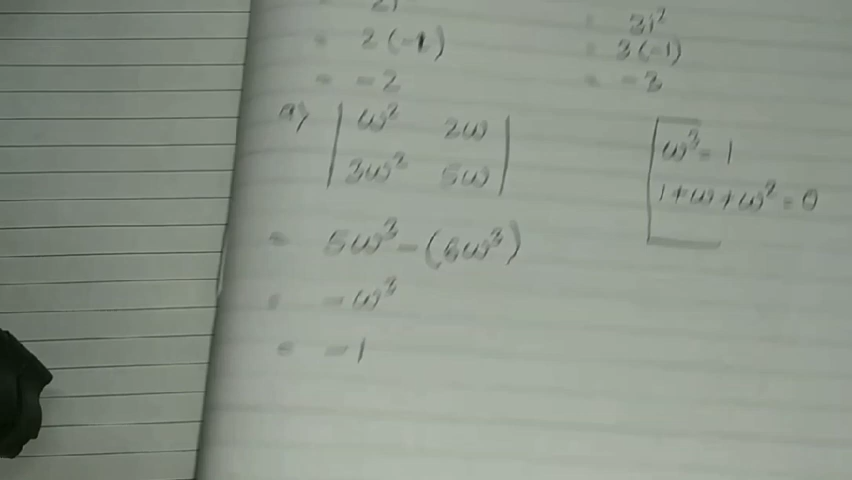 = 2(-1)
= -2
3i²
= 3(-1)
= -3
a) | ω² 2ω |
| 3ω² 5ω |
= 5ω³ - (6ω³)
= -ω³
= -1
ω³ = 1
1+ω+ω² = 0